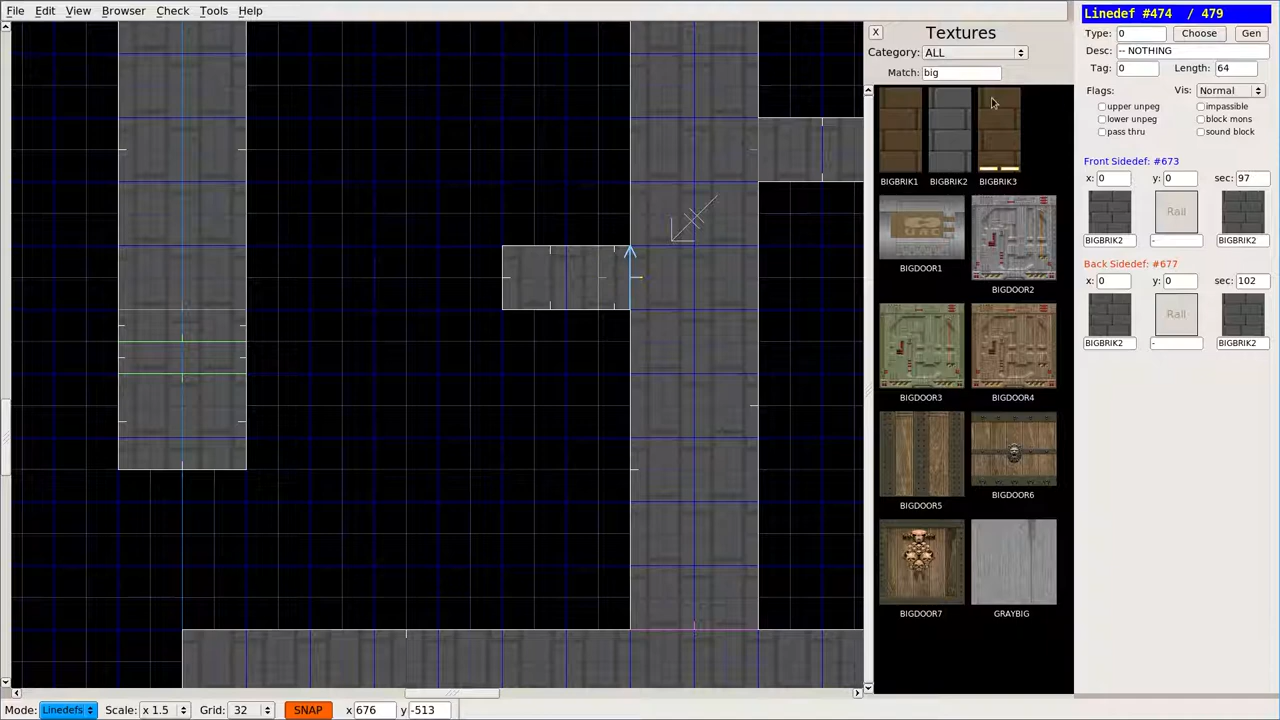 File Edit View Browser Check Tools Help
X Textures
Category: ALL
Match: big
BIGBRIK1 BIGBRIK2 BIGBRIK3
UAC
BIGDOOR1 BIGDOOR2
BIGDOOR3 BIGDOOR4
BIGDOOR5 BIGDOOR6
BIGDOOR7 GRAYBIG
Linedef #474 / 479
Type: 0 Choose Gen
Desc: -- NOTHING
Tag: 0 Length: 64
Flags: Vis: Normal
upper unpeg impassible
lower unpeg block mons
pass thru sound block
Front Sidedef: #673
x: 0 y: 0 sec: 97
Rail
BIGBRIK2 - BIGBRIK2
Back Sidedef: #677
x: 0 y: 0 sec: 102
Rail
BIGBRIK2 - BIGBRIK2
Mode: Linedefs Scale: x 1.5 Grid: 32 SNAP x 676 y -513